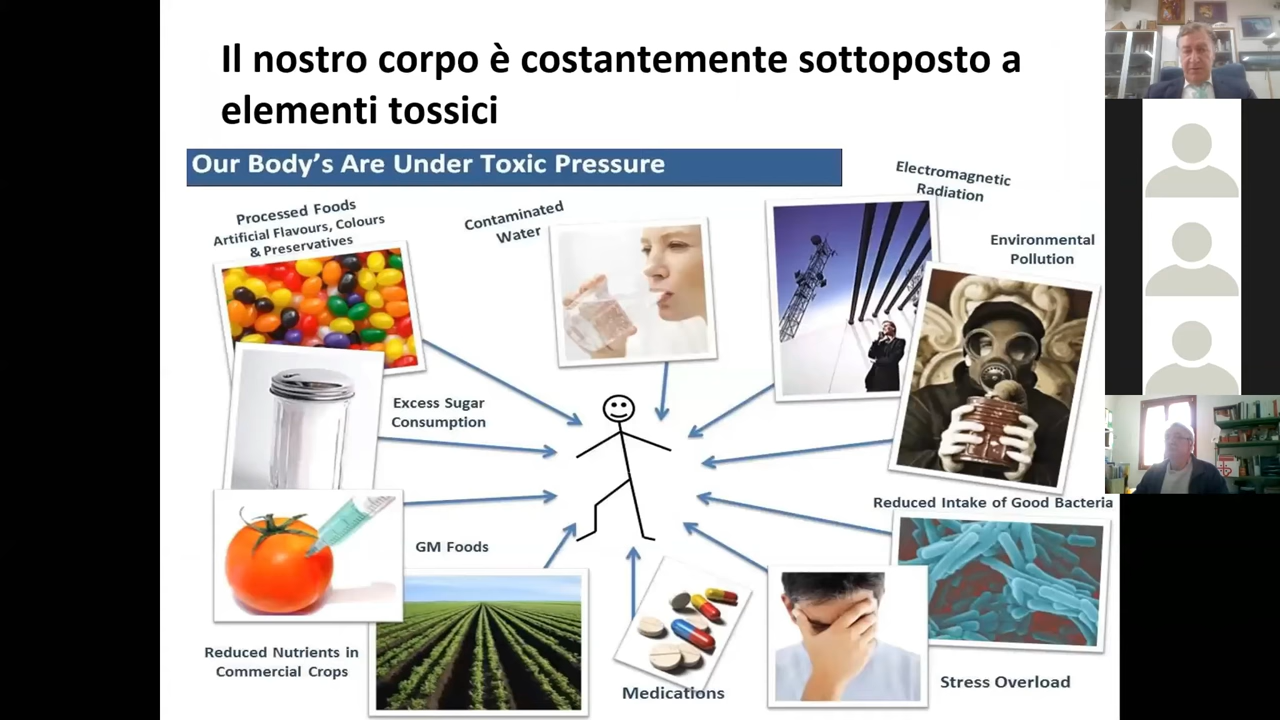 Il nostro corpo è costantemente sottoposto a
elementi tossici
Our Body's Are Under Toxic Pressure
Processed Foods
Artificial Flavours, Colours
& Preservatives
Contaminated
Water
Electromagnetic
Radiation
Environmental
Pollution
Excess Sugar
Consumption
Reduced Intake of Good Bacteria
GM Foods
Reduced Nutrients in
Commercial Crops
Medications
Stress Overload